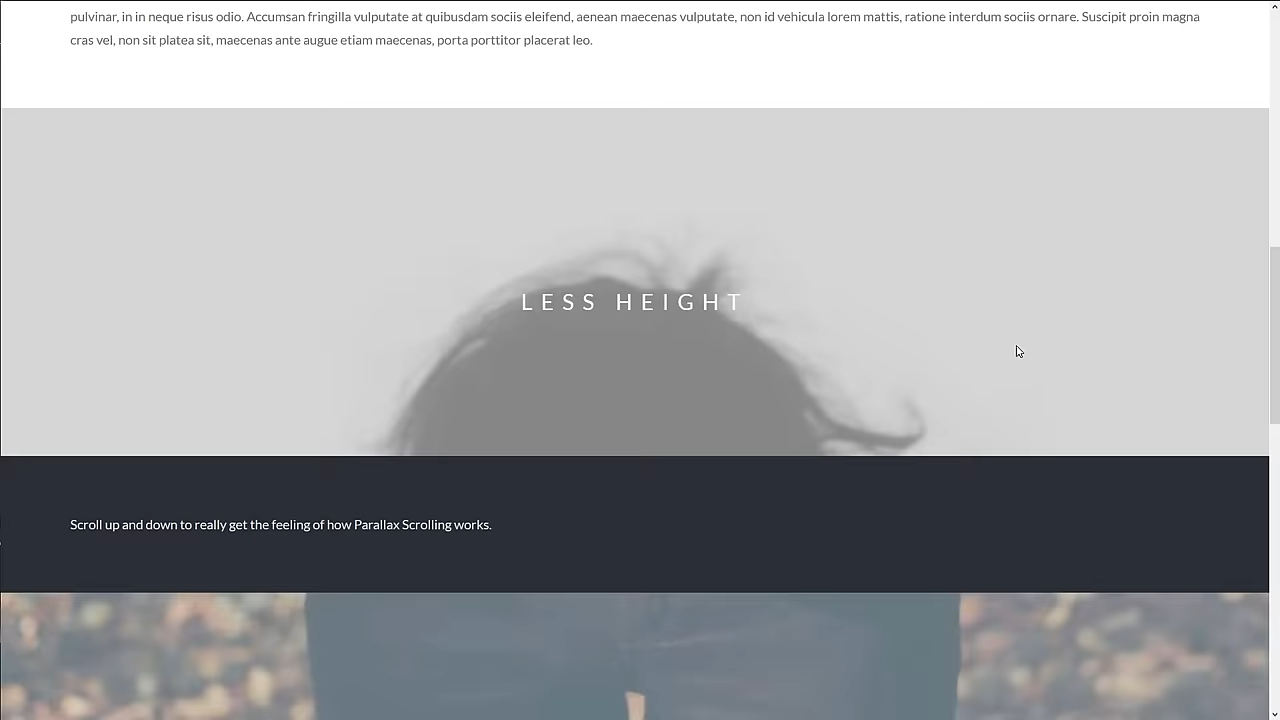 pulvinar, in in neque risus odio. Accumsan fringilla vulputate at quibusdam sociis eleifend, aenean maecenas vulputate, non id vehicula lorem mattis, ratione interdum sociis ornare. Suscipit proin magna
cras vel, non sit platea sit, maecenas ante augue etiam maecenas, porta porttitor placerat leo.
LESS HEIGHT
Scroll up and down to really get the feeling of how Parallax Scrolling works.